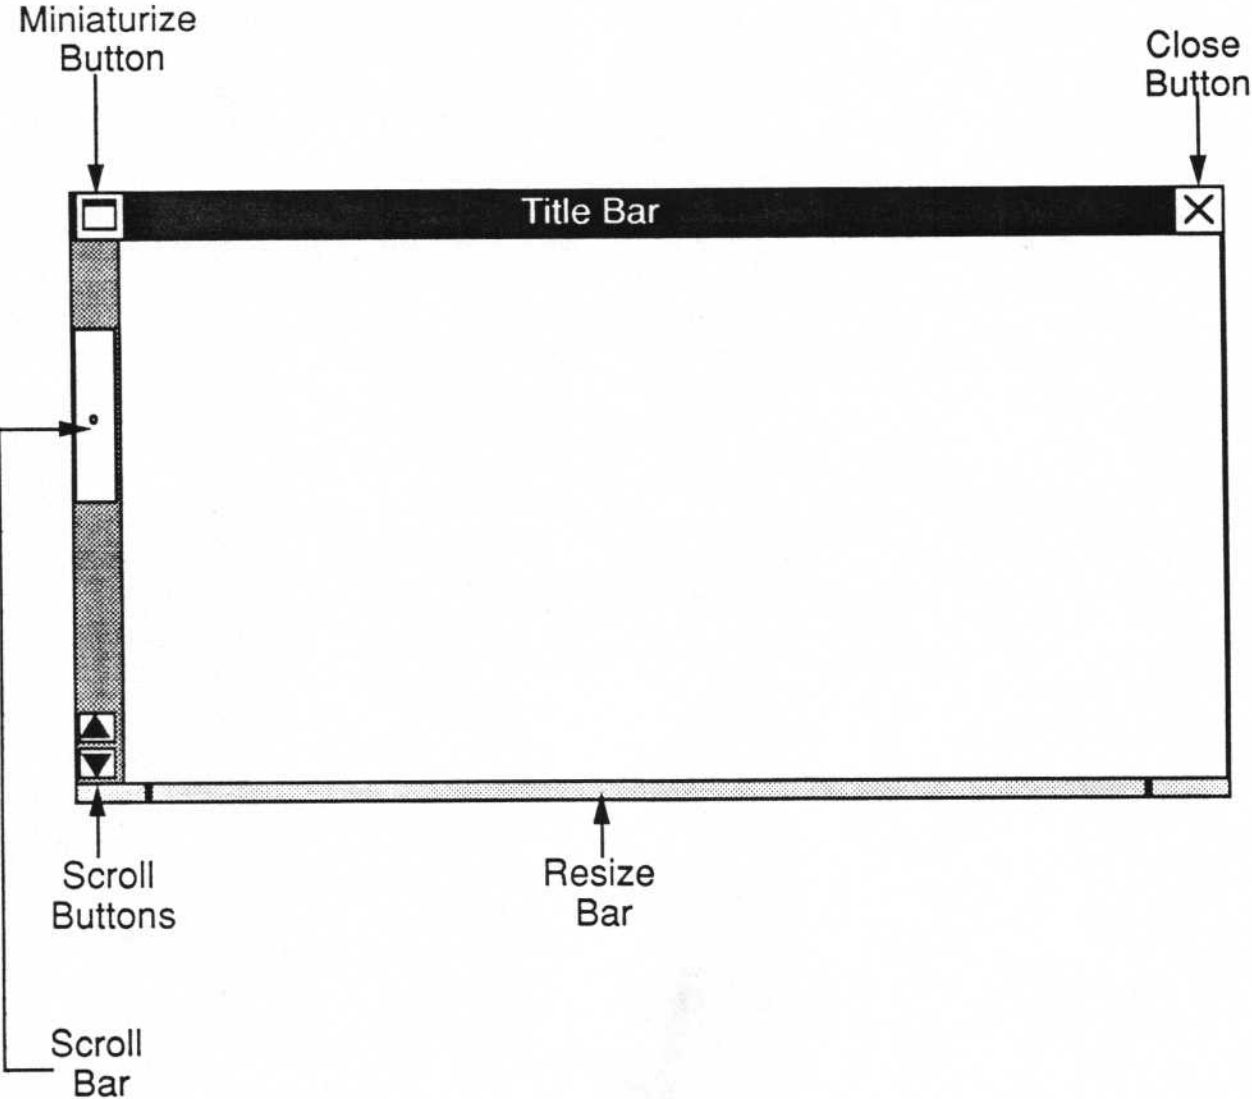 Miniaturize
Button
Close
Button
Title Bar
Scroll
Buttons
Resize
Bar
Scroll
Bar